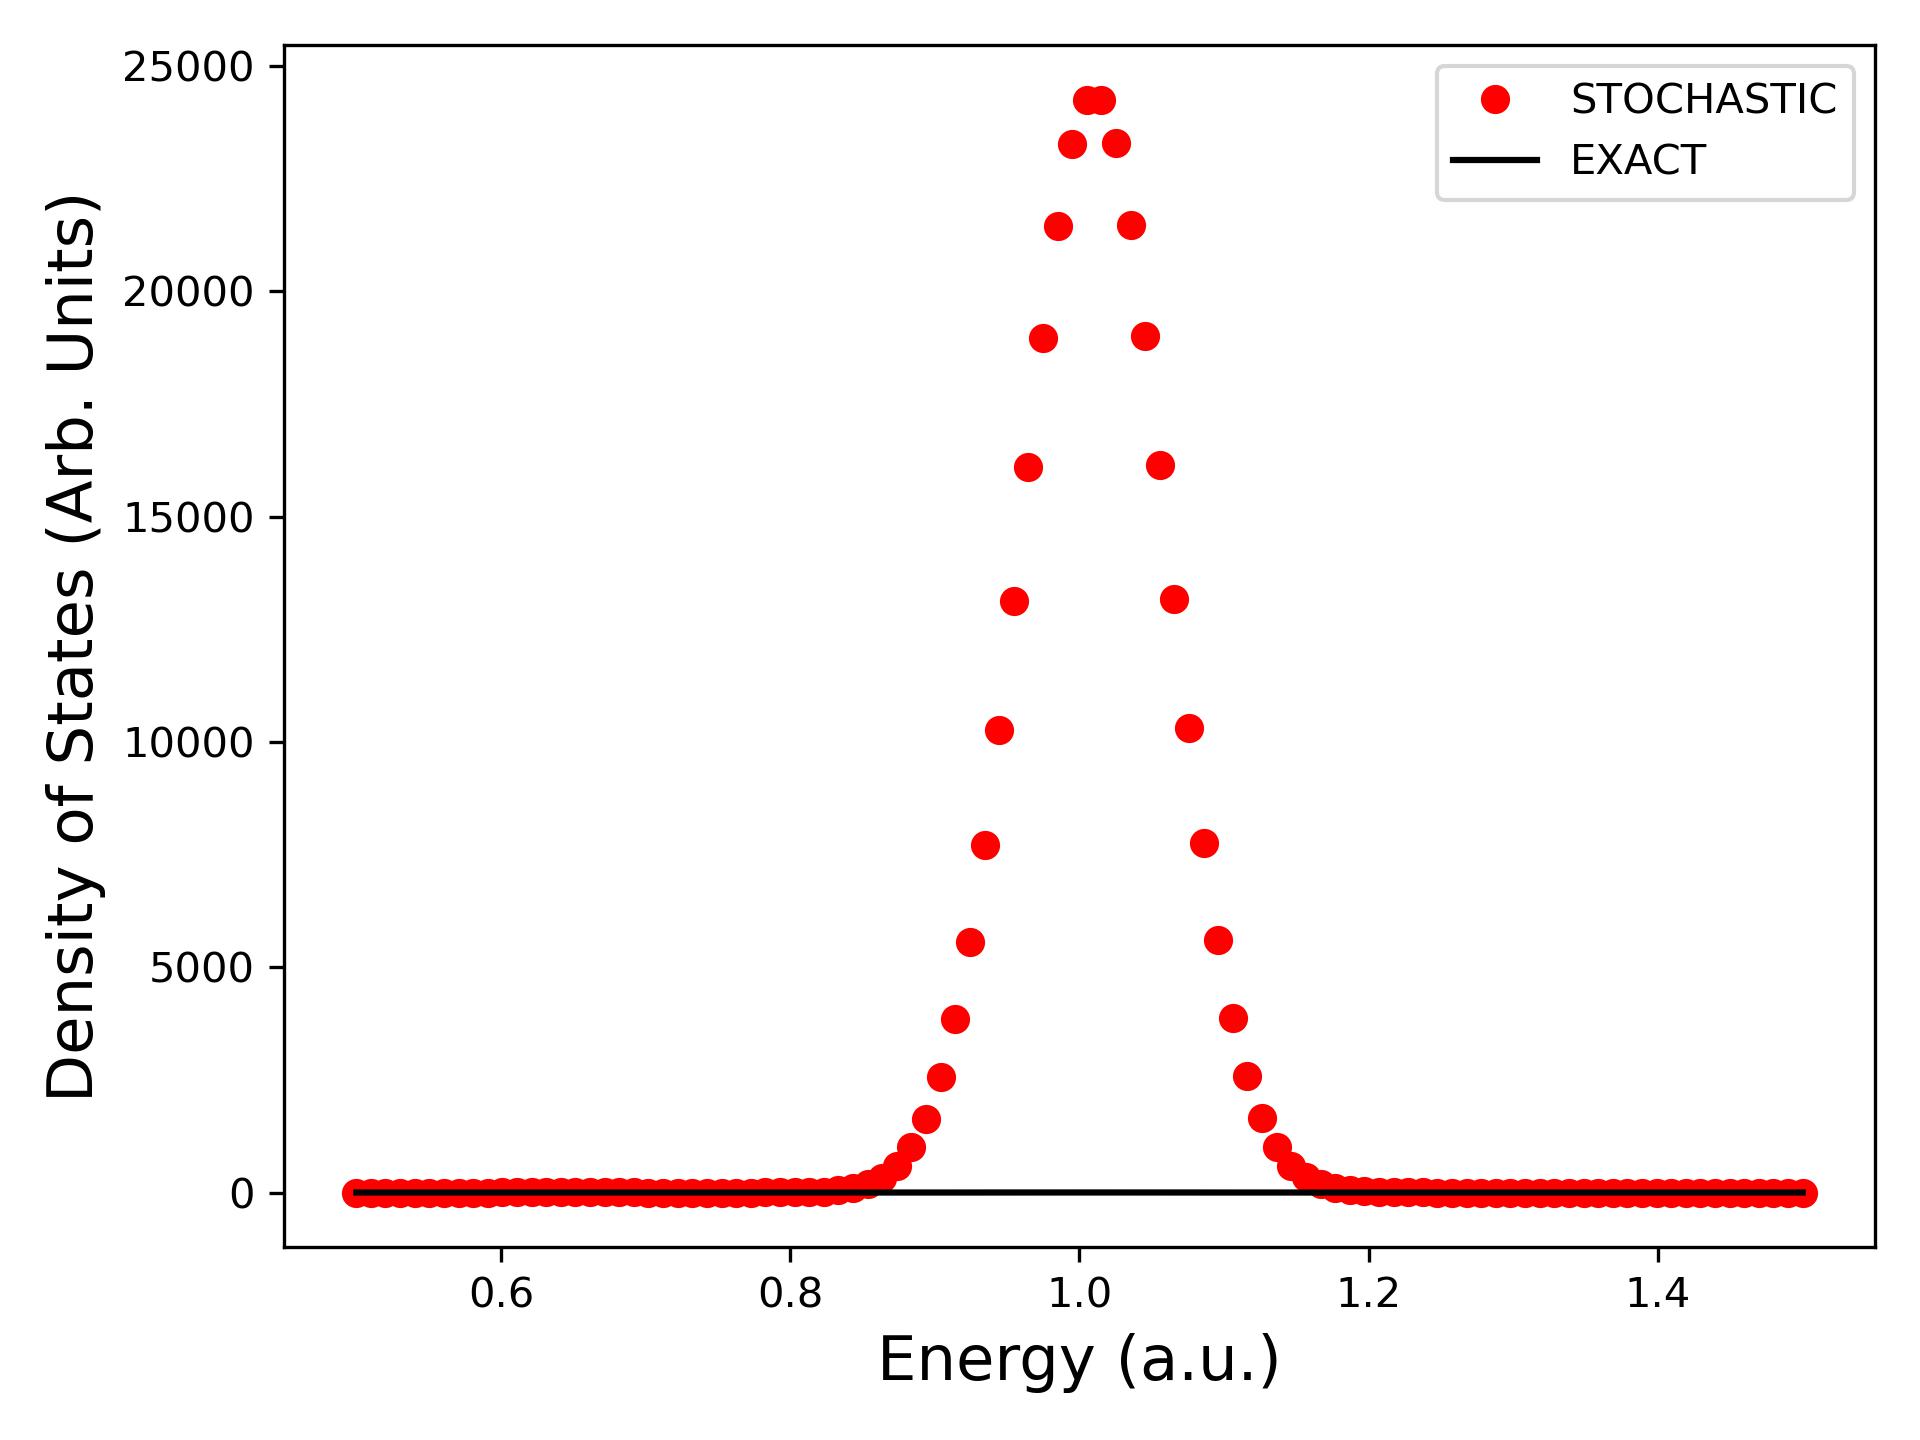 25000
20000
15000
10000
5000
0
Density of States (Arb. Units)
STOCHASTIC
EXACT
0.6 0.8 1.0 1.2 1.4
Energy (a.u.)